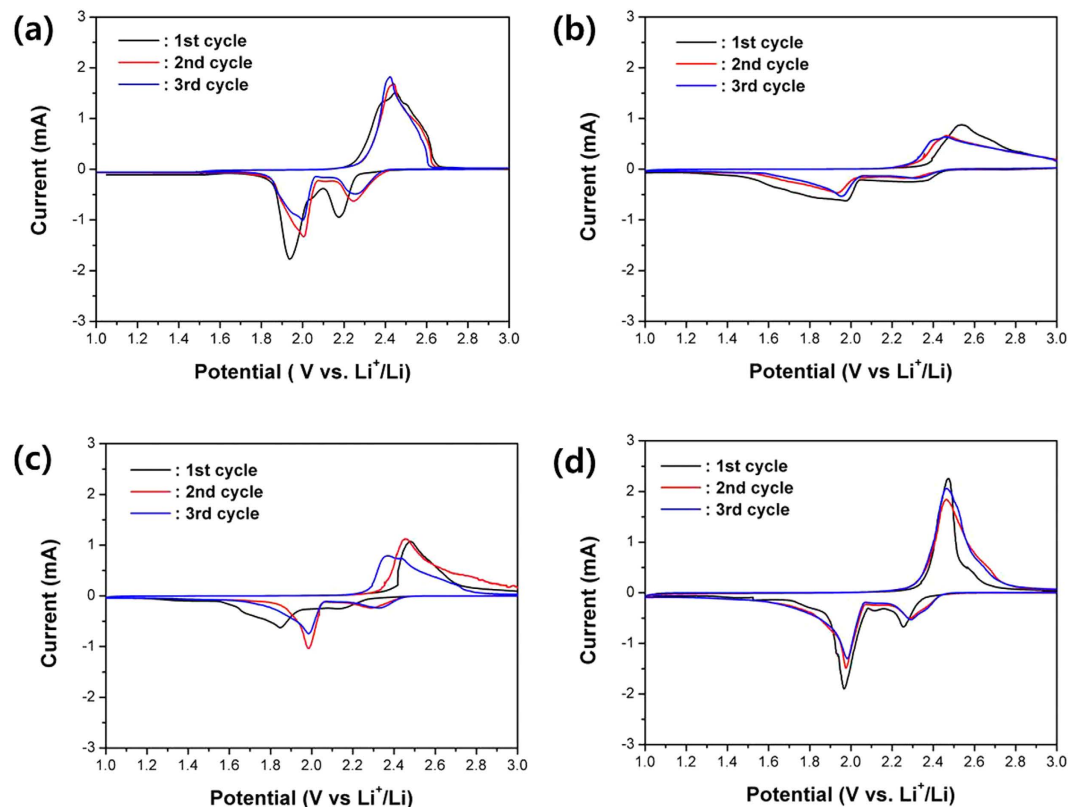 (a)
: 1st cycle
: 2nd cycle
: 3rd cycle
Current (mA)
3
2
1
0
-1
-2
-3
1.0 1.2 1.4 1.6 1.8 2.0 2.2 2.4 2.6 2.8 3.0
Potential ( V vs. Li⁺/Li)
(b)
: 1st cycle
: 2nd cycle
: 3rd cycle
Current (mA)
3
2
1
0
-1
-2
-3
1.0 1.2 1.4 1.6 1.8 2.0 2.2 2.4 2.6 2.8 3.0
Potential (V vs Li⁺/Li)
(c)
: 1st cycle
: 2nd cycle
: 3rd cycle
Current (mA)
3
2
1
0
-1
-2
-3
1.0 1.2 1.4 1.6 1.8 2.0 2.2 2.4 2.6 2.8 3.0
Potential (V vs Li⁺/Li)
(d)
: 1st cycle
: 2nd cycle
: 3rd cycle
Current (mA)
3
2
1
0
-1
-2
-3
1.0 1.2 1.4 1.6 1.8 2.0 2.2 2.4 2.6 2.8 3.0
Potential (V vs. Li⁺/Li)